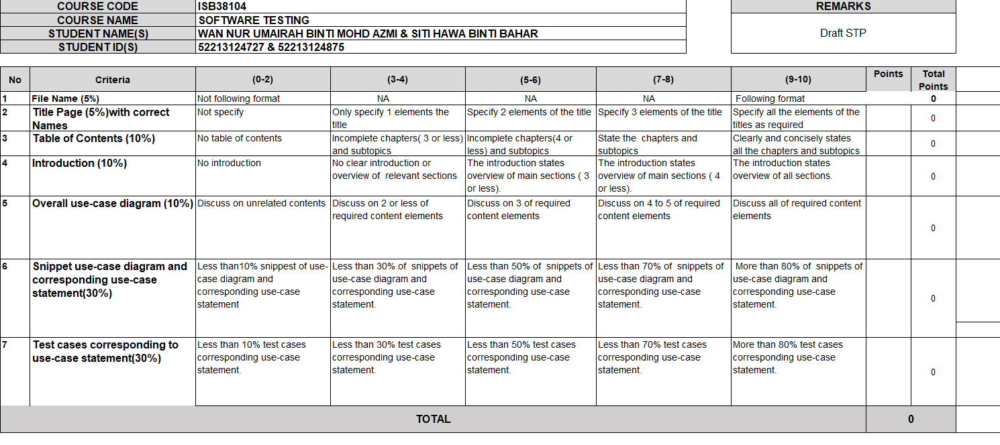 COURSE CODE ISB38104 REMARKS
COURSE NAME SOFTWARE TESTING
STUDENT NAME(S) WAN NUR UMAIRAH BINTI MOHD AZMI & SITI HAWA BINTI BAHAR Draft STP
STUDENT ID(S) 52213124727 & 52213124875
No Criteria (0-2) (3-4) (5-6) (7-8) (9-10) Points Total
Points
1 File Name (5%) Not following format NA NA NA Following format 0
2 Title Page (5%)with correct
Names
Not specify
Only specify 1 elements the
title
Specify 2 elements of the title
Specify 3 elements of the title
Specify all the elements of the
titles as required
0
3 Table of Contents (10%)
No table of contents
Incomplete chapters( 3 or less)
and subtopics
Incomplete chapters(4 or
less) and subtopics
State the chapters and
subtopics
Clearly and concisely states
all the chapters and subtopics
0
4 Introduction (10%)
No introduction
No clear introduction or
overview of relevant sections
The introduction states
overview of main sections ( 3
or less).
The introduction states
overview of main sections ( 4
or less).
The introduction states
overview of all sections.
0
5 Overall use-case diagram (10%)
Discuss on unrelated contents
Discuss on 2 or less of
required content elements
Discuss on 3 of required
content elements
Discuss on 4 to 5 of required
content elements
Discuss all of required content
elements
0
6 Snippet use-case diagram and
corresponding use-case
statement(30%)
Less than10% snippest of use-
case diagram and
corresponding use-case
statement
Less than 30% of snippets of
use-case diagram and
corresponding use-case
statement.
Less than 50% of snippets of
use-case diagram and
corresponding use-case
statement.
Less than 70% of snippets of
use-case diagram and
corresponding use-case
statement.
More than 80% of snippets of
use-case diagram and
corresponding use-case
statement.
0
7 Test cases corresponding to
use-case statement(30%)
Less than 10% test cases
corresponding use-case
statement.
Less than 30% test cases
corresponding use-case
statement.
Less than 50% test cases
corresponding use-case
statement.
Less than 70% test cases
corresponding use-case
statement.
More than 80% test cases
corresponding use-case
statement.
0
TOTAL 0